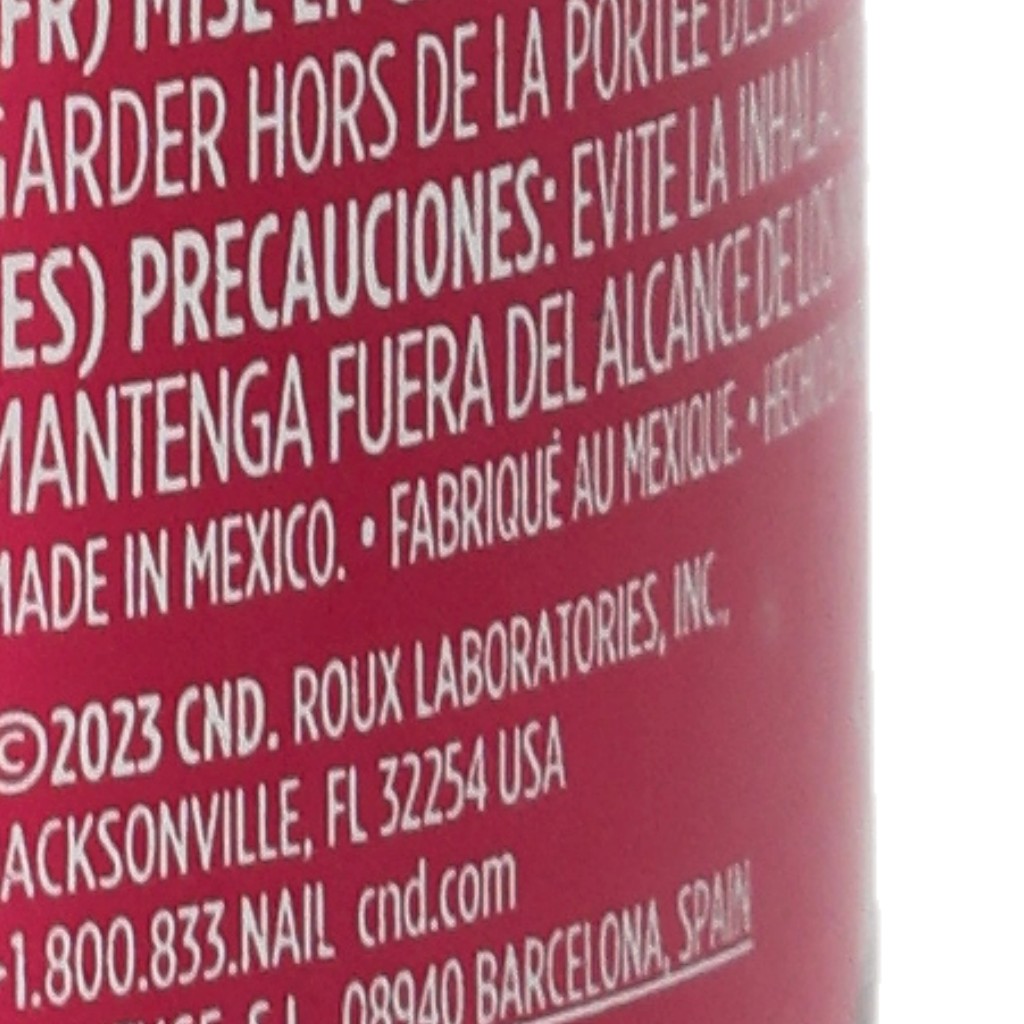 FR) MISE EN
GARDER HORS DE LA PORTÉE DES
ES) PRECAUCIONES: EVITE LA
MANTENGA FUERA DEL ALCANCE DE LOS
MADE IN MEXICO. • FABRIQUÉ AU MEXIQUE. •
©2023 CND. ROUX LABORATORIES, INC.,
JACKSONVILLE, FL 32254 USA
1.800.833.NAIL cnd.com
S.L. 08940 BARCELONA, SPAIN